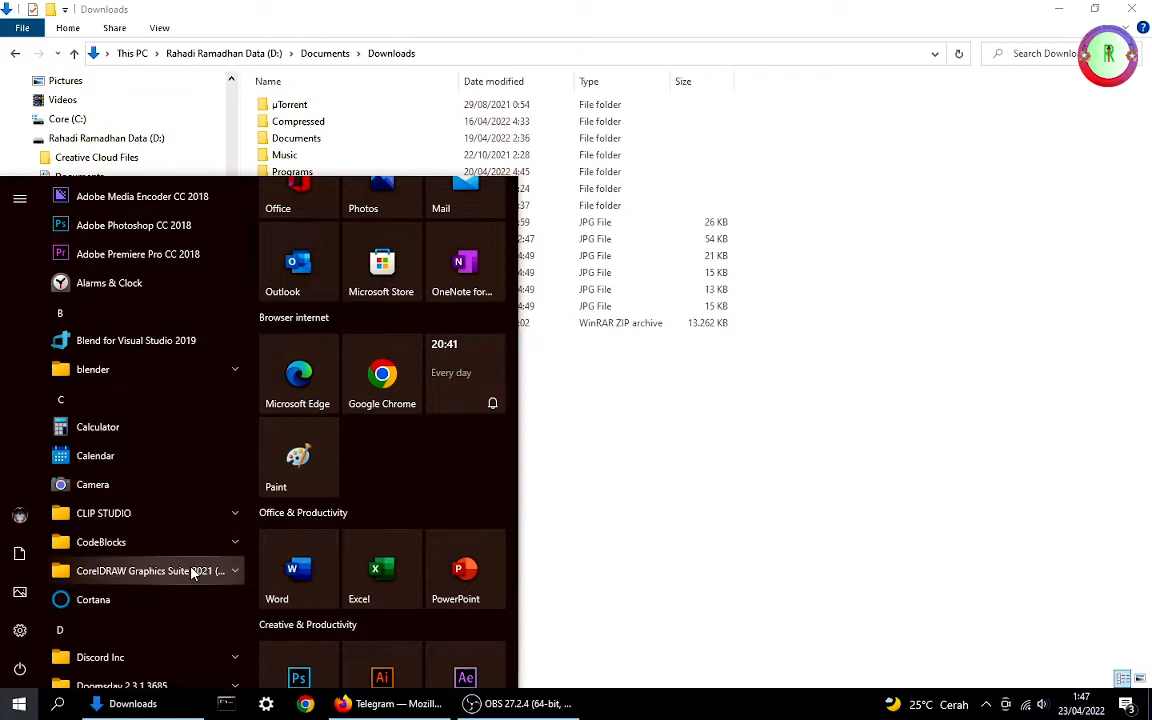 Downloads
File Home Share View
This PC Rahadi Ramadhan Data (D:) Documents Downloads
Search Downlo
R
Name Date modified Type Size
Pictures
Videos
Core (C:)
Rahadi Ramadhan Data (D:)
Creative Cloud Files
µTorrent 29/08/2021 0:54 File folder
Compressed 16/04/2022 4:33 File folder
Documents 19/04/2022 2:36 File folder
Music 22/10/2021 2:28 File folder
Programs 20/04/2022 4:45 File folder
:24 File folder
:37 File folder
:59 JPG File 26 KB
2:47 JPG File 54 KB
4:49 JPG File 21 KB
4:49 JPG File 15 KB
4:49 JPG File 13 KB
4:49 JPG File 15 KB
:02 WinRAR ZIP archive 13.262 KB
Adobe Media Encoder CC 2018
Ps Adobe Photoshop CC 2018
Pr Adobe Premiere Pro CC 2018
Alarms & Clock
B
Blend for Visual Studio 2019
blender
C
Calculator
Calendar
Camera
CLIP STUDIO
CodeBlocks
CorelDRAW Graphics Suite 2021 (...
Cortana
D
Discord Inc
Doomsday 2.3.1.3685
Office Photos Mail
Outlook Microsoft Store OneNote for...
Browser internet
Microsoft Edge Google Chrome
20:41
Every day
Paint
Office & Productivity
Word Excel PowerPoint
Creative & Productivity
Ps Ai Ae
Downloads
Telegram — Mozill...
OBS 27.2.4 (64-bit, ...
25°C Cerah
1:47
23/04/2022
3